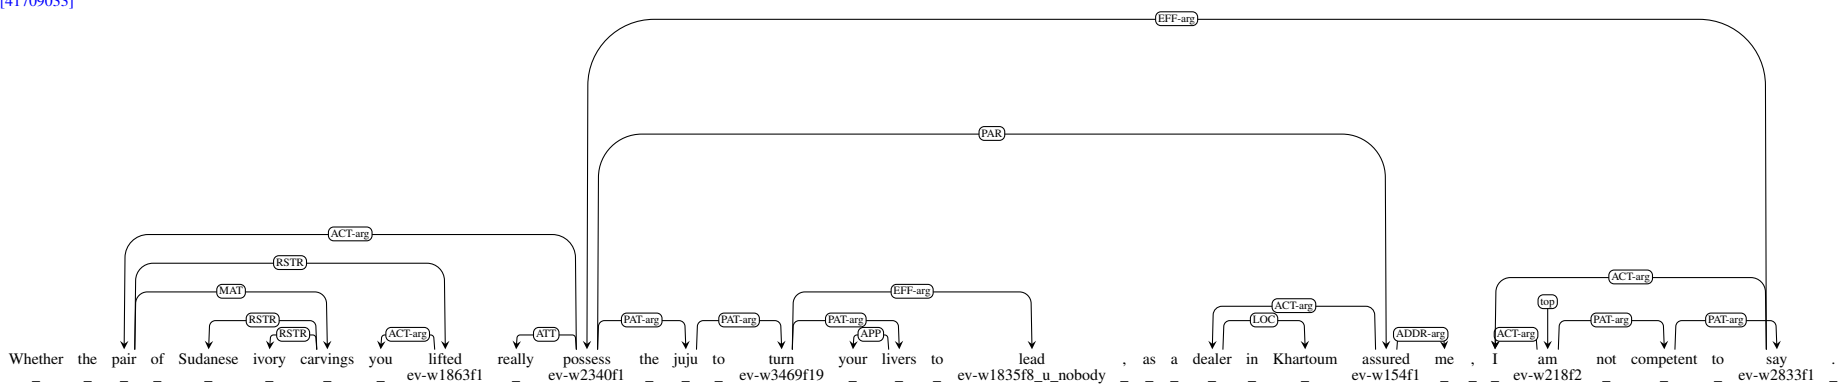 [41709033]
EFF-arg
PAR
ACT-arg
RSTR
ACT-arg
MAT
EFF-arg
top
ACT-arg
RSTR
PAT-arg
PAT-arg
PAT-arg
LOC
PAT-arg
PAT-arg
RSTR
ACT-arg
ATT
APP
ADDR-arg
ACT-arg
Whether the pair of Sudanese ivory carvings you lifted really possess the juju to turn your livers to lead , as a dealer in Khartoum assured me , I am not competent to say .
_ _ _ _ _ _ _ _ ev-w1863f1 _ ev-w2340f1 _ _ _ ev-w3469f19 _ _ _ ev-w1835f8_u_nobody _ _ _ _ _ _ ev-w154f1 _ _ _ ev-w218f2 _ _ _ ev-w2833f1 _